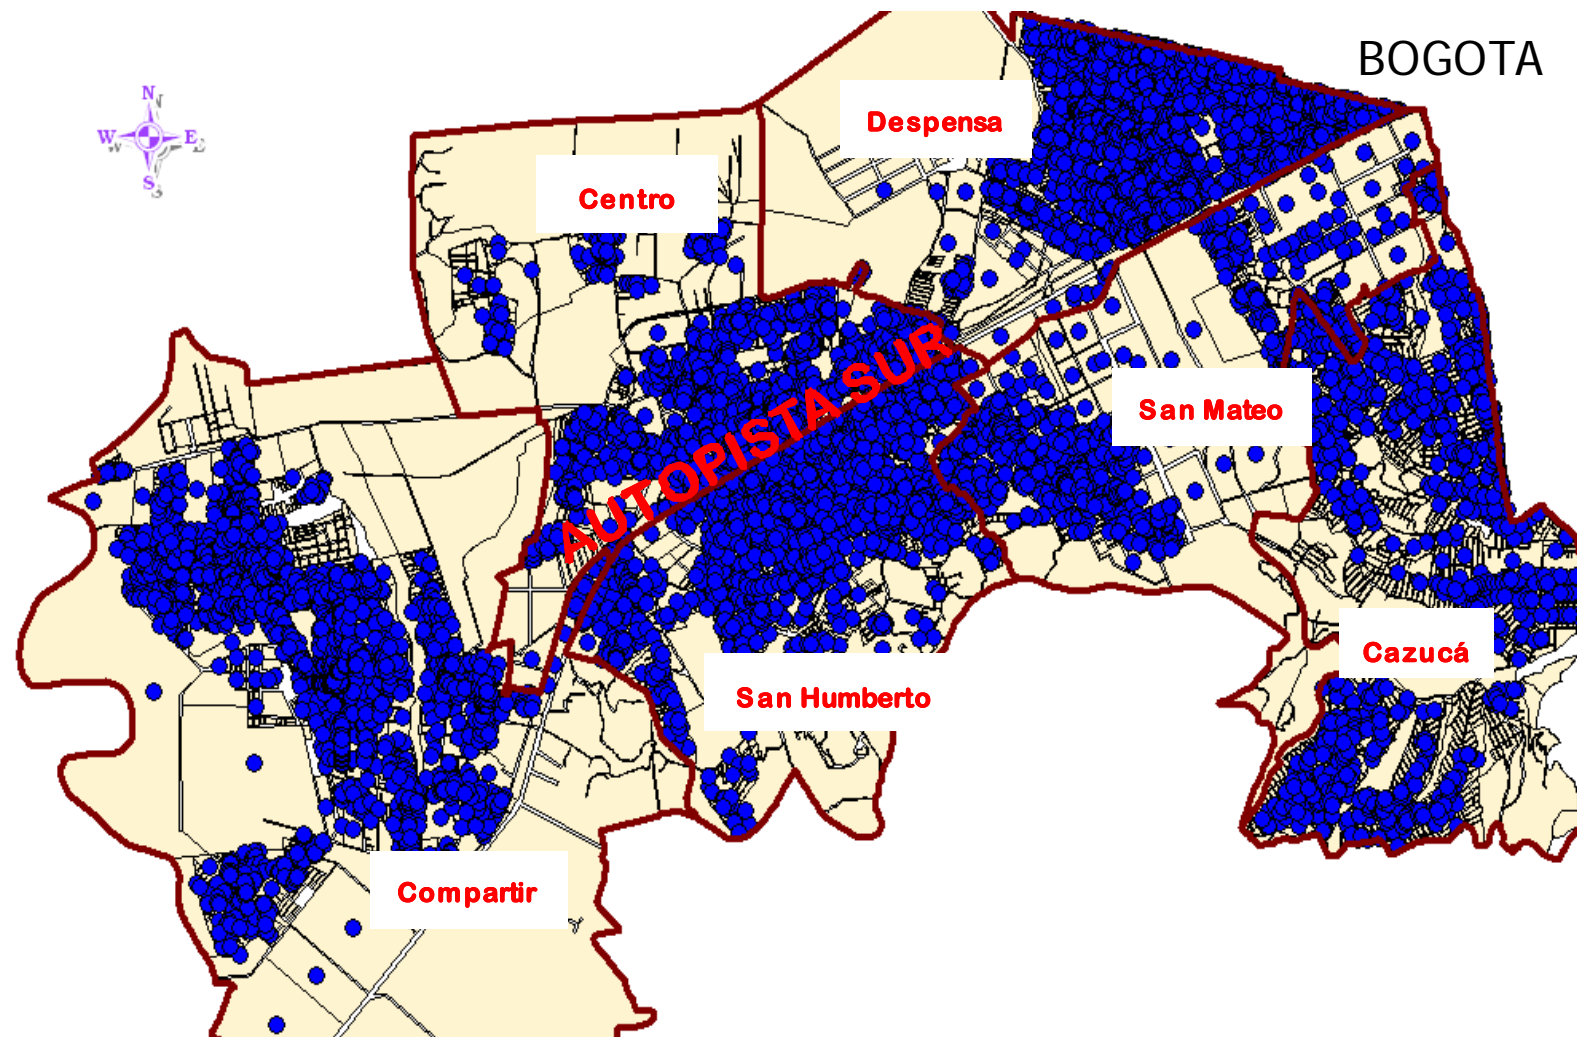 BOGOTA
N
W E
S
Despensa
Centro
AUTOPISTA SUR
San Mateo
Cazucá
San Humberto
Compartir